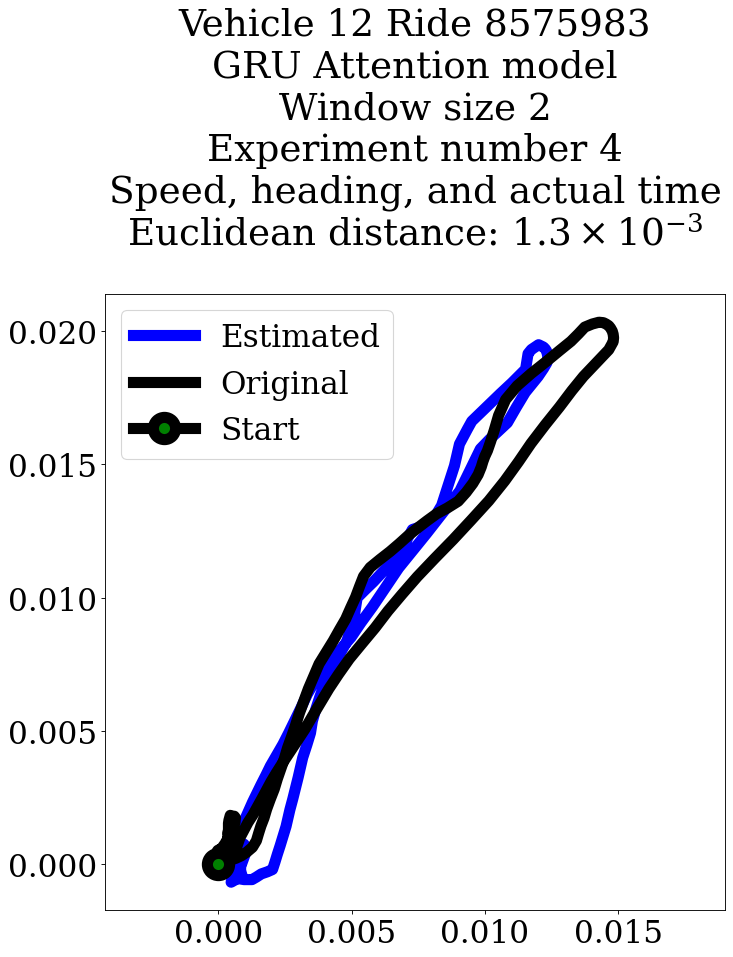 Vehicle 12 Ride 8575983
GRU Attention model
Window size 2
Experiment number 4
Speed, heading, and actual time
Euclidean distance: 1.3 × 10⁻³
Estimated
Original
Start
0.020
0.015
0.010
0.005
0.000
0.000 0.005 0.010 0.015